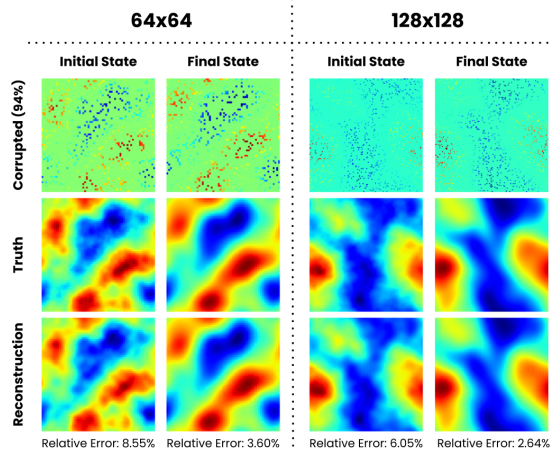 64x64 128x128
Initial State Final State Initial State Final State
Corrupted (94%)
Truth
Reconstruction
Relative Error: 8.55% Relative Error: 3.60% Relative Error: 6.05% Relative Error: 2.64%